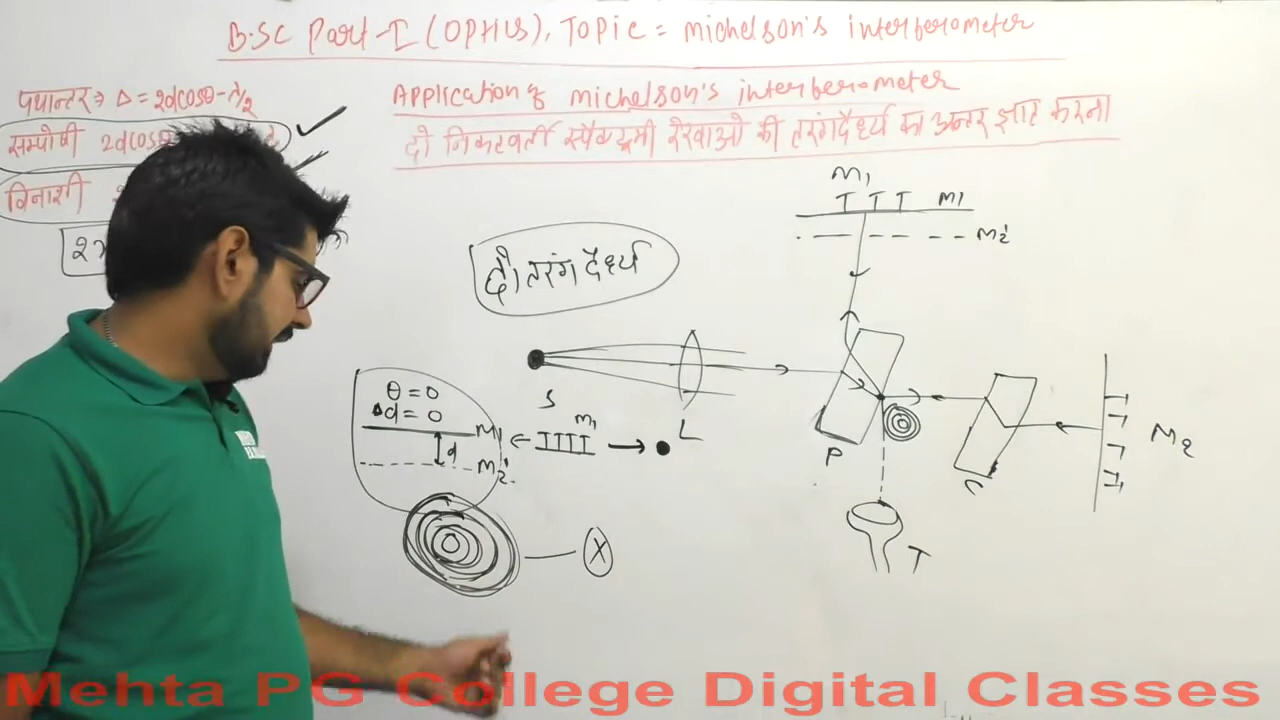 B.SC Part-I (OPTICS), TOPIC = michelson's interferometer
पथान्तर → Δ = 2dcosθ - λ/2
Application of michelson's interferometer
सम्पोषी 2dcosθ
दो निकटवर्ती स्पैक्ट्रमी रेखाओ की तरंगदैर्ध्य का अन्तर ज्ञात करना
विनाशी
M1
M1
M2'
दो तरंग दैर्ध्य
θ = 0
d = 0
M1
d
M2'
m1
S
L
P
C
M2
X
T
Mehta PG College Digital Classes